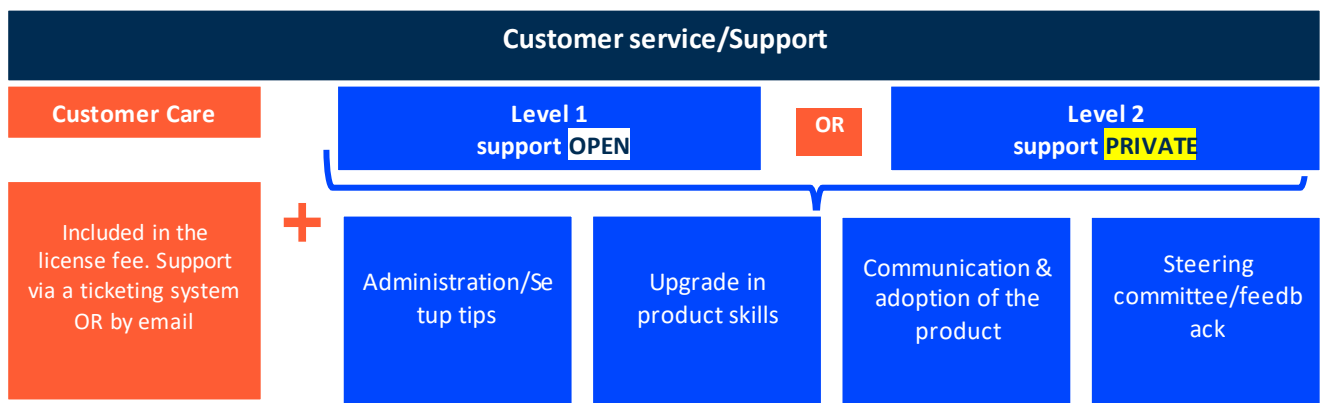 Customer service/Support
Customer Care
Level 1
support OPEN
OR
Level 2
support PRIVATE
Included in the
license fee. Support
via a ticketing system
OR by email
+
Administration/Se
tup tips
Upgrade in
product skills
Communication &
adoption of the
product
Steering
committee/feedb
ack